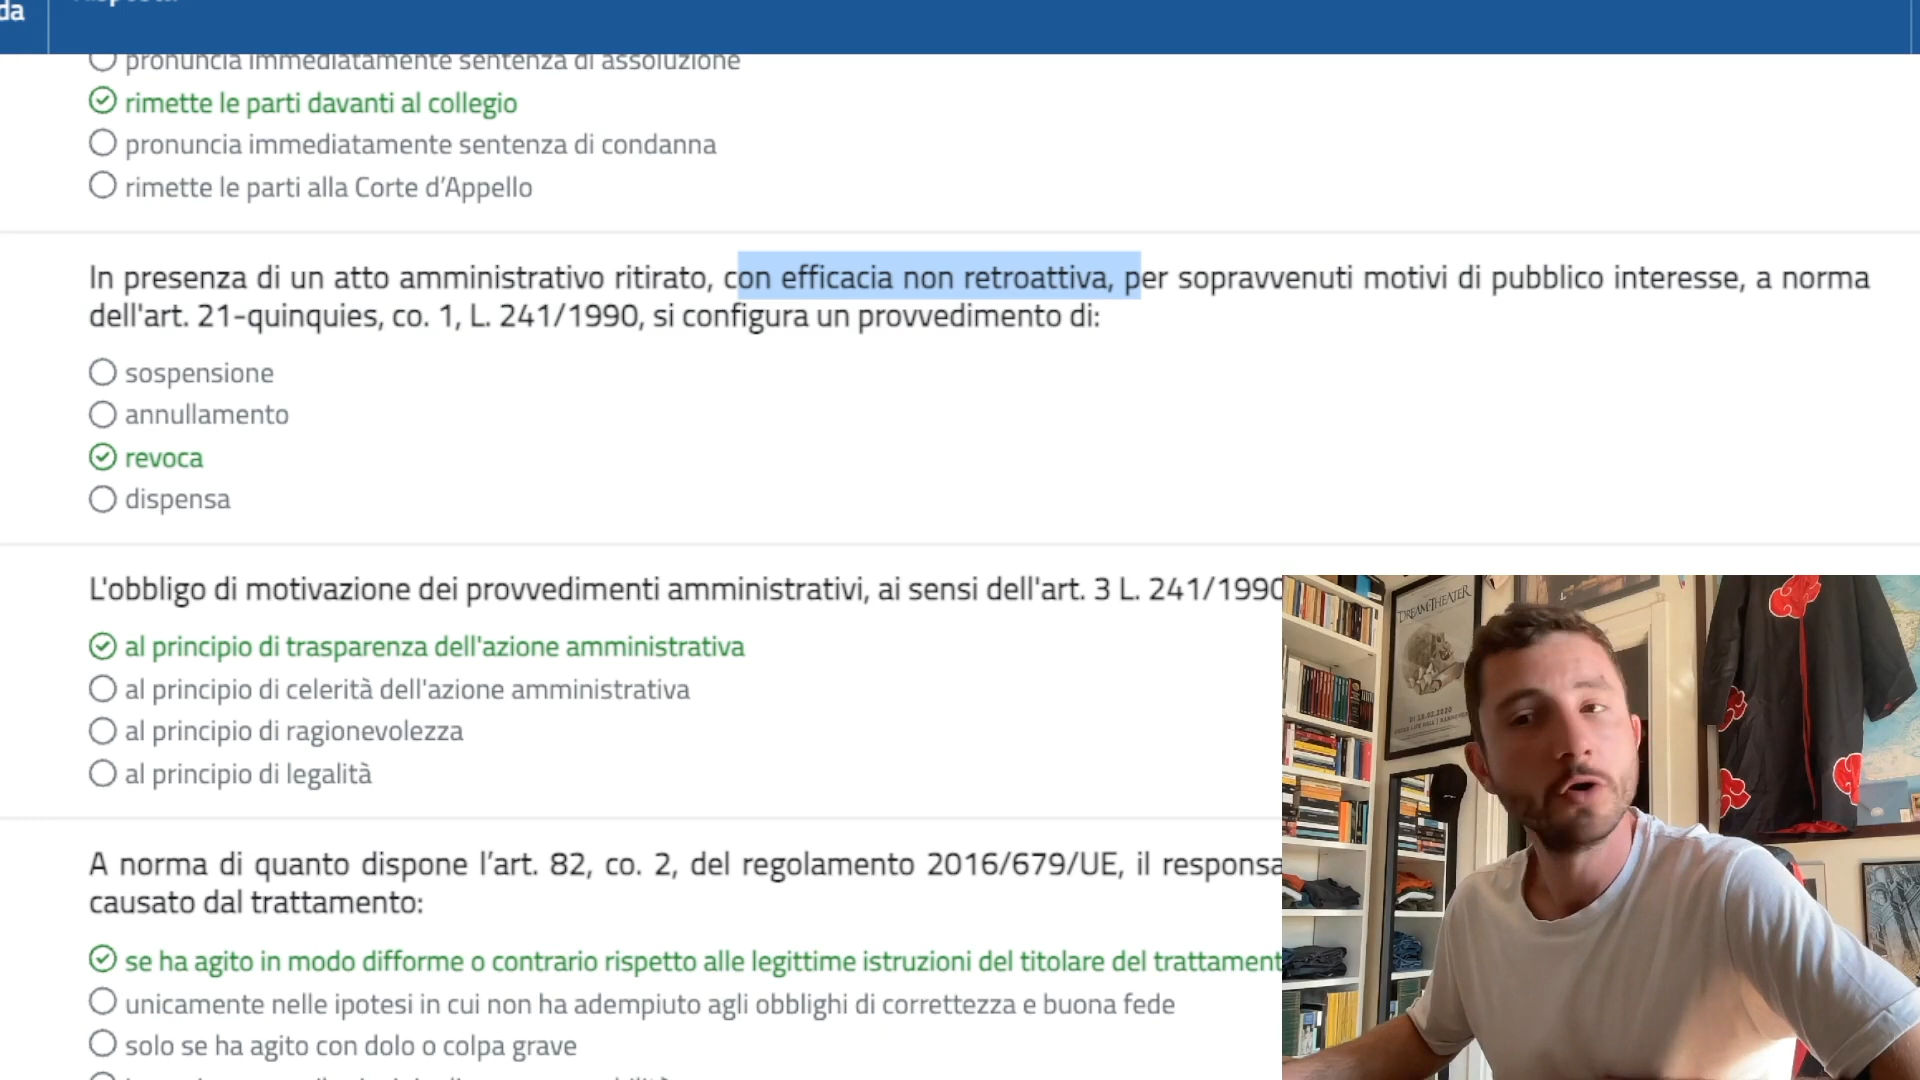 da
pronuncia immediatamente sentenza di assoluzione
rimette le parti davanti al collegio
pronuncia immediatamente sentenza di condanna
rimette le parti alla Corte d’Appello
In presenza di un atto amministrativo ritirato, con efficacia non retroattiva, per sopravvenuti motivi di pubblico interesse, a norma
dell'art. 21-quinquies, co. 1, L. 241/1990, si configura un provvedimento di:
sospensione
annullamento
revoca
dispensa
L'obbligo di motivazione dei provvedimenti amministrativi, ai sensi dell'art. 3 L. 241/1990
al principio di trasparenza dell'azione amministrativa
al principio di celerità dell'azione amministrativa
al principio di ragionevolezza
al principio di legalità
A norma di quanto dispone l’art. 82, co. 2, del regolamento 2016/679/UE, il responsa
causato dal trattamento:
se ha agito in modo difforme o contrario rispetto alle legittime istruzioni del titolare del trattament
unicamente nelle ipotesi in cui non ha adempiuto agli obblighi di correttezza e buona fede
solo se ha agito con dolo o colpa grave
DREAM THEATER